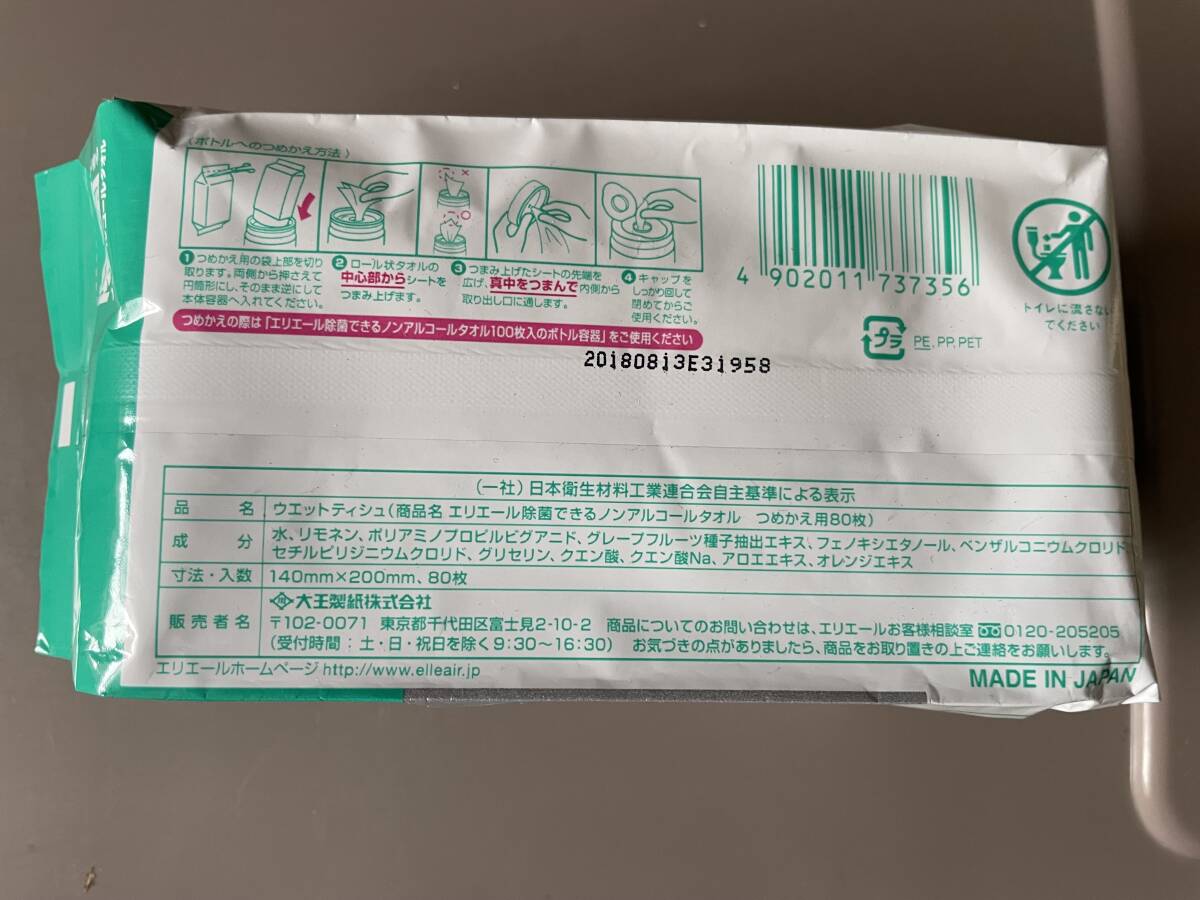 (ボトルへのつめかえ方法)
1 つめかえ用の袋上部を切り
取ります。両側から押さえて
円筒形にし、そのまま逆にして
本体容器へ入れてください。
2 ロール状タオルの
中心部からシートを
つまみ上げます。
3 つまみ上げたシートの先端を
広げ、真中をつまんで内側から
取り出し口に通します。
4 キャップを
しっかり回して
閉めてからご
使用ください。
つめかえの際は「エリエール除菌できるノンアルコールタオル100枚入のボトル容器」をご使用ください
4 902011 737356
トイレに流さない
でください
プラ PE, PP, PET
20180813E31958
(一社)日本衛生材料工業連合会自主基準による表示
品名 ウエットティシュ(商品名 エリエール除菌できるノンアルコールタオル つめかえ用80枚)
成分 水、リモネン、ポリアミノプロピルビグアニド、グレープフルーツ種子抽出エキス、フェノキシエタノール、ベンザルコニウムクロリド、
セチルピリジニウムクロリド、グリセリン、クエン酸、クエン酸Na、アロエエキス、オレンジエキス
寸法・入数 140mm×200mm、80枚
販売者名 大王製紙株式会社
〒102-0071 東京都千代田区富士見2-10-2 商品についてのお問い合わせは、エリエールお客様相談室 0120-205205
(受付時間:土・日・祝日を除く9:30~16:30) お気づきの点がありましたら、商品をお取り置きの上ご連絡をお願いします。
エリエールホームページ http://www.elleair.jp
MADE IN JAPAN